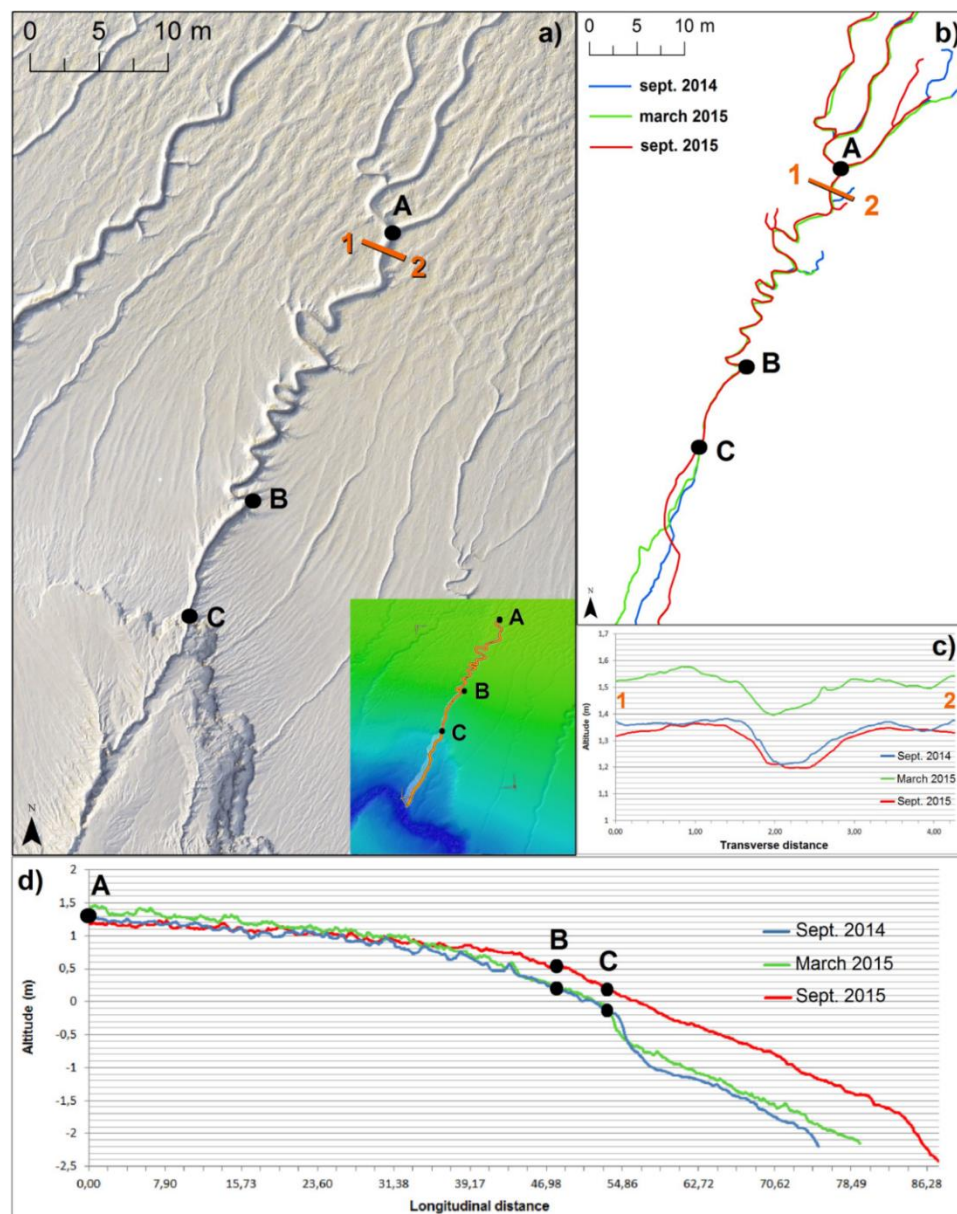 0 5 10 m
a)
A
1
2
B
C
N
A
B
C
0 5 10 m
b)
sept. 2014
march 2015
sept. 2015
A
1
2
B
C
N
c)
1,7
1,6
1,5
1,4
1,3
1,2
1,1
1
Altitude (m)
1
2
Sept. 2014
March 2015
Sept. 2015
0,00 1,00 2,00 3,00 4,00
Transverse distance
d)
2
1,5
1
0,5
0
-0,5
-1
-1,5
-2
-2,5
Altitude (m)
A
B
C
Sept. 2014
March 2015
Sept. 2015
0,00 7,90 15,73 23,60 31,38 39,17 46,98 54,86 62,72 70,62 78,49 86,28
Longitudinal distance